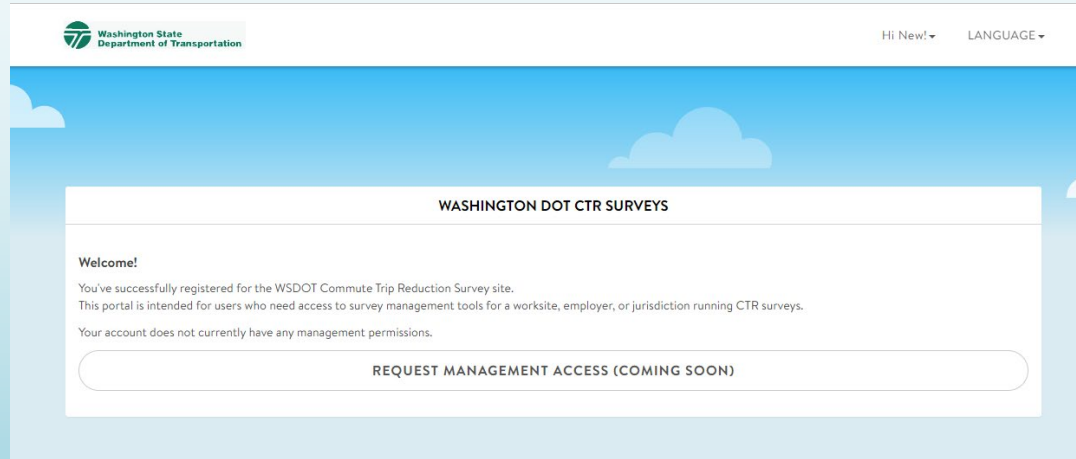 Washington State
Department of Transportation
Hi New!
LANGUAGE
WASHINGTON DOT CTR SURVEYS
Welcome!
You've successfully registered for the WSDOT Commute Trip Reduction Survey site.
This portal is intended for users who need access to survey management tools for a worksite, employer, or jurisdiction running CTR surveys.
Your account does not currently have any management permissions.
REQUEST MANAGEMENT ACCESS (COMING SOON)